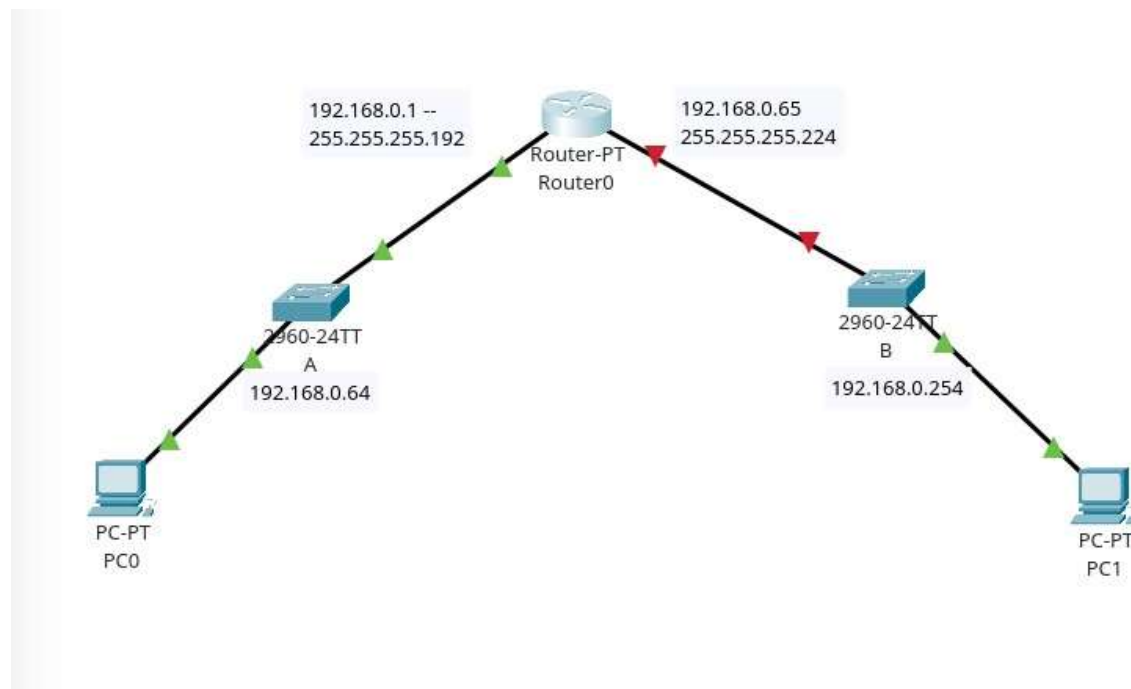 192.168.0.1 --
255.255.255.192
192.168.0.65
255.255.255.224
Router-PT
Router0
2960-24TT
A
192.168.0.64
2960-24TT
B
192.168.0.254
PC-PT
PC0
PC-PT
PC1